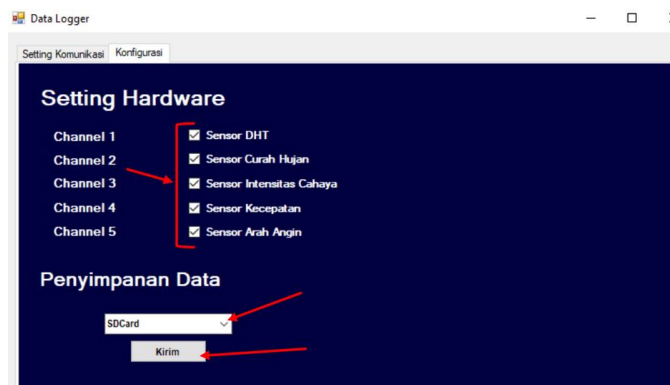 Data Logger
Setting Komunikasi Konfigurasi
Setting Hardware
Channel 1 Sensor DHT
Channel 2 Sensor Curah Hujan
Channel 3 Sensor Intensitas Cahaya
Channel 4 Sensor Kecepatan
Channel 5 Sensor Arah Angin
Penyimpanan Data
SDCard
Kirim